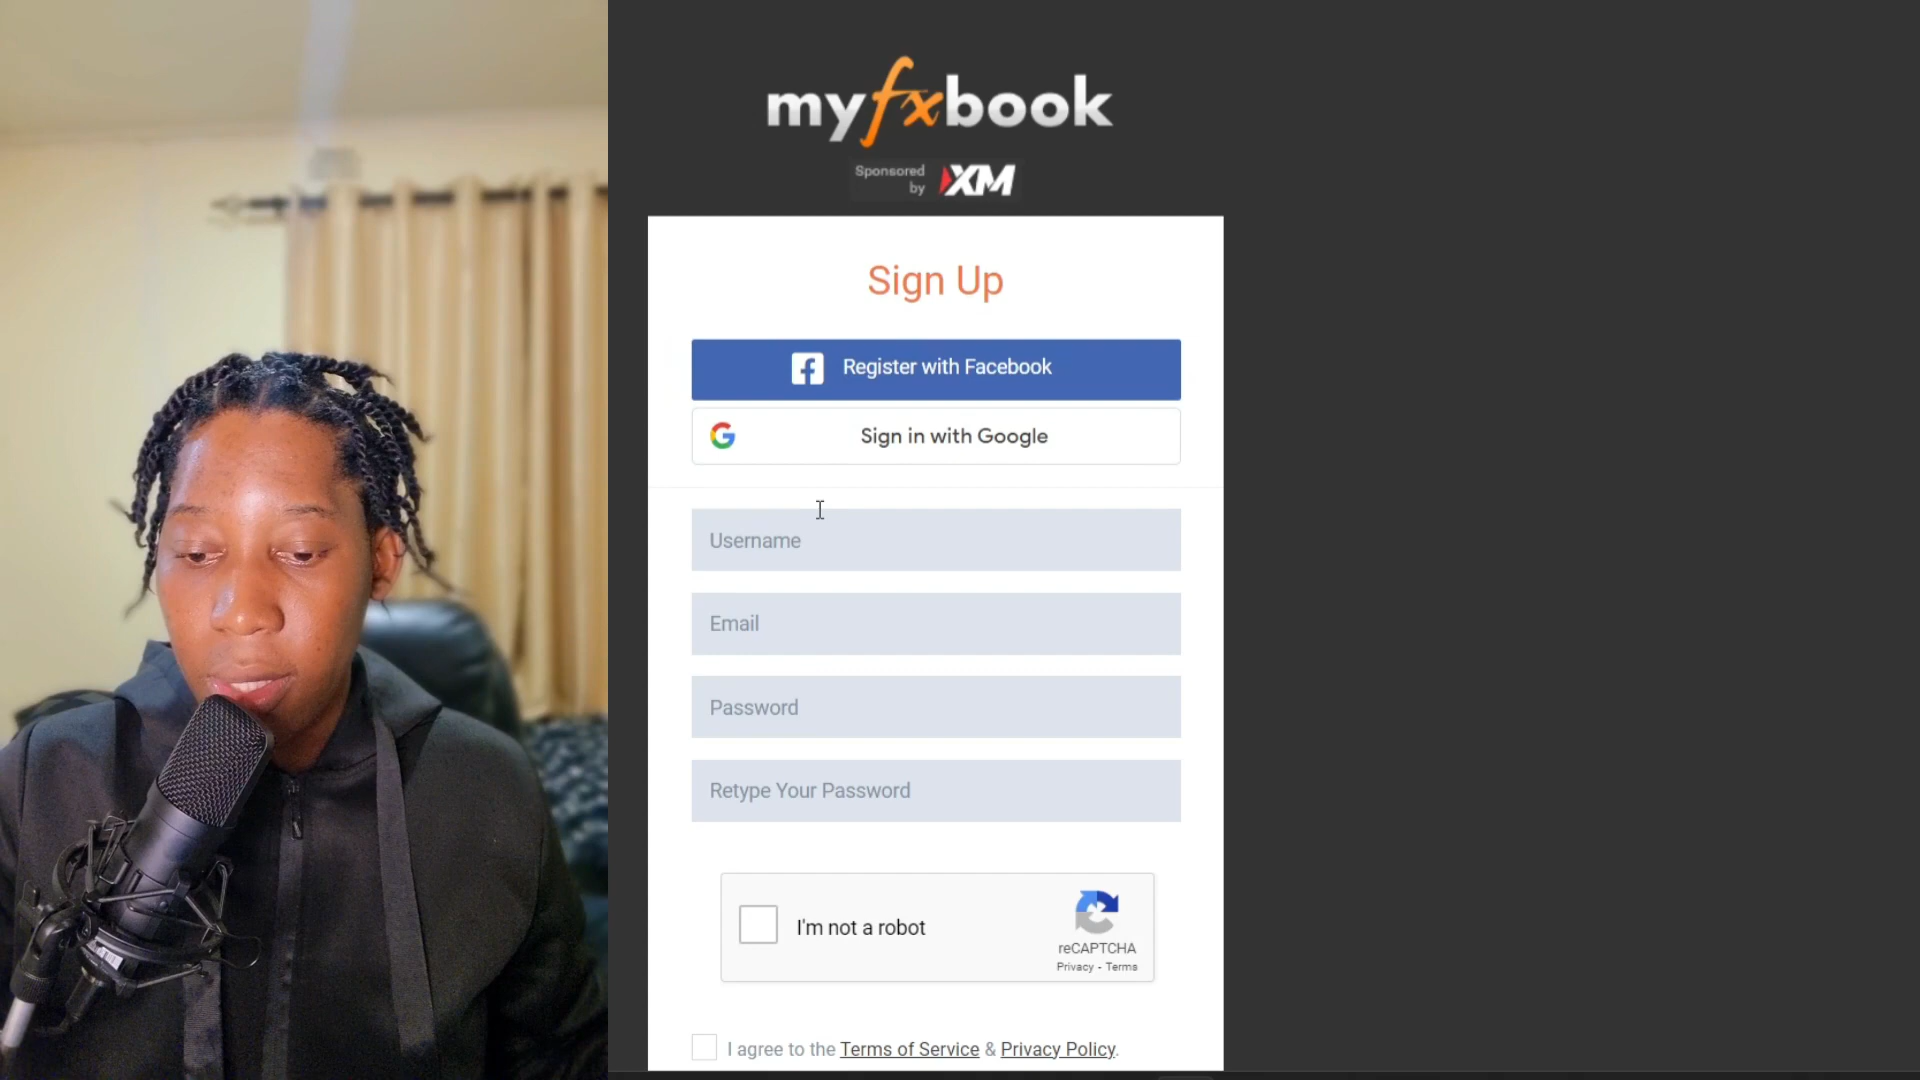 myfxbook
Sponsored
by XM
Sign Up
Register with Facebook
Sign in with Google
Username
Email
Password
Retype Your Password
I'm not a robot
reCAPTCHA
Privacy - Terms
I agree to the Terms of Service & Privacy Policy.